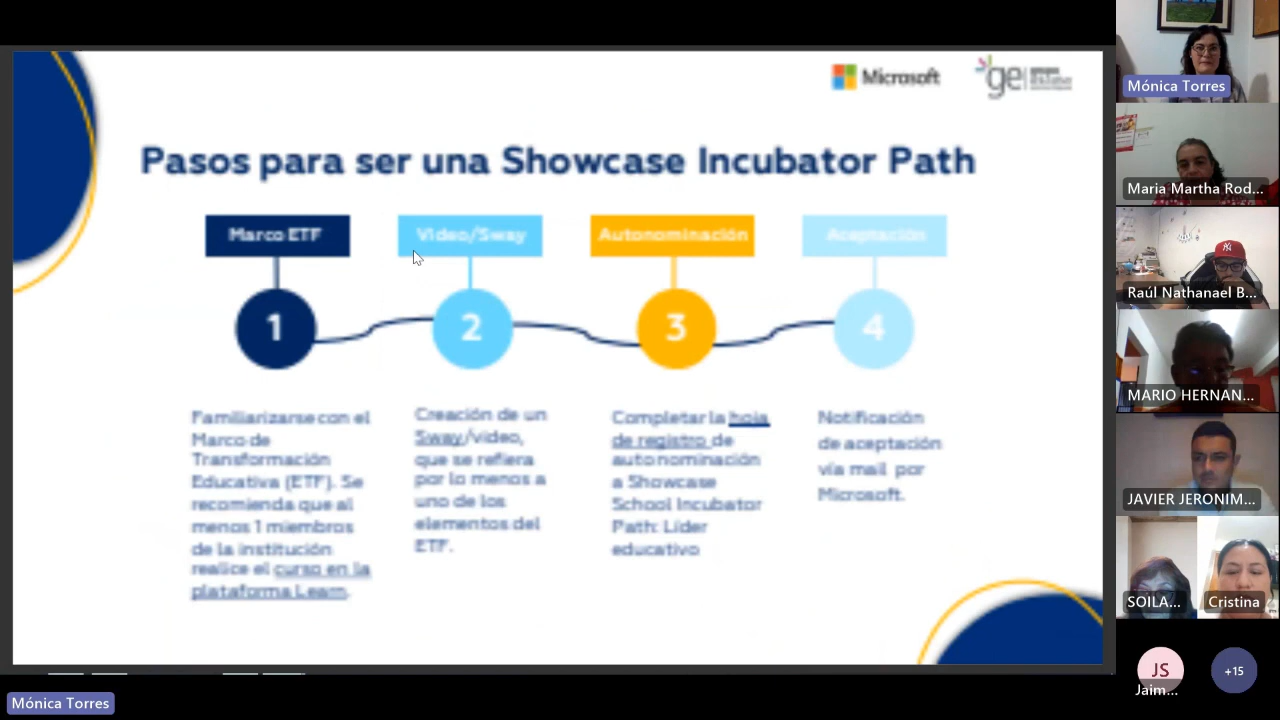 Microsoft
ge
Pasos para ser una Showcase Incubator Path
Marco ETF
Video/Sway
Autonominación
Aceptación
1
2
3
4
Familiarizarse con el
Marco de
Transformación
Educativa (ETF). Se
recomienda que al
menos 1 miembros
de la institución
realice el curso en la
plataforma Learn.
Creación de un
Sway/video,
que se refiera
por lo menos a
uno de los
elementos del
ETF.
Completar la hoja
de registro de
autonominación
a Showcase
School Incubator
Path: Líder
educativo
Notificación
de aceptación
vía mail por
Microsoft.
Mónica Torres
Maria Martha Rod...
Raúl Nathanael B...
MARIO HERNAN...
JAVIER JERONIM...
SOILA...
Cristina
JS
Jaim...
+15
Mónica Torres